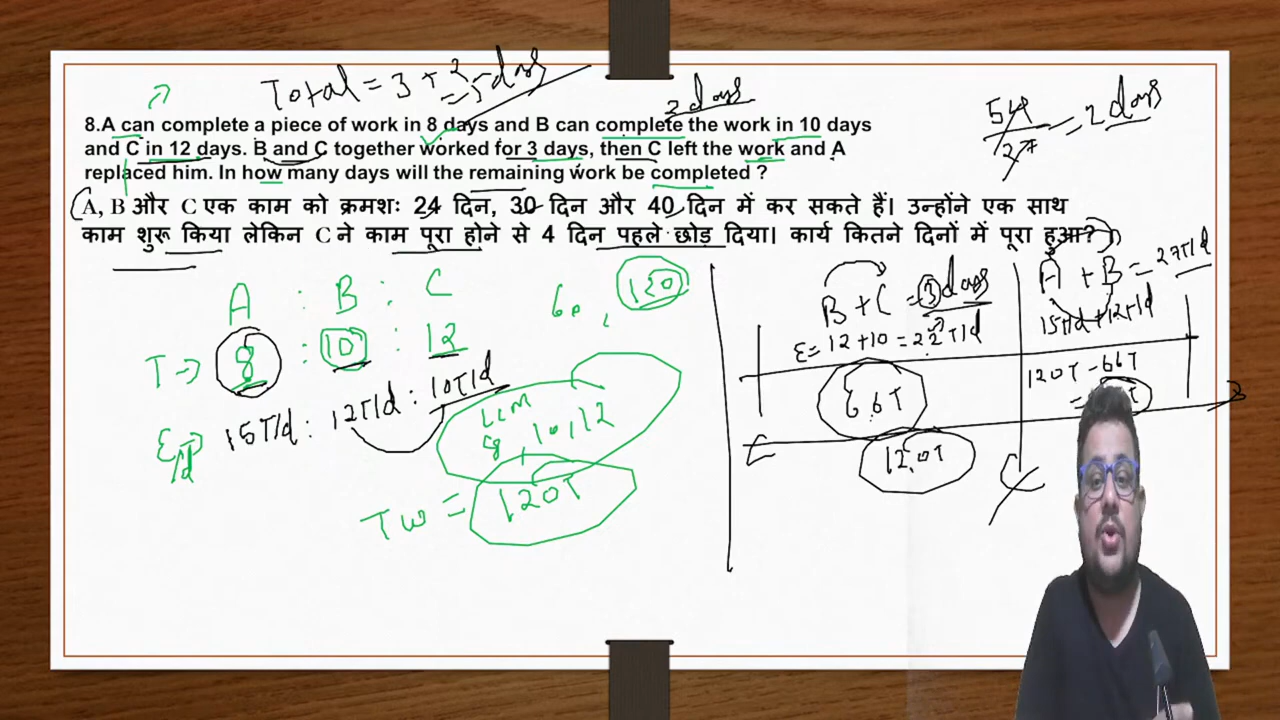 Total = 3 + 2
= 5 days
2 days
54/27 = 2 days
8.A can complete a piece of work in 8 days and B can complete the work in 10 days
and C in 12 days. B and C together worked for 3 days, then C left the work and A
replaced him. In how many days will the remaining work be completed ?
A, B और C एक काम को क्रमशः 24 दिन, 30 दिन और 40 दिन में कर सकते हैं। उन्होंने एक साथ
काम शुरू किया लेकिन C ने काम पूरा होने से 4 दिन पहले छोड़ दिया। कार्य कितने दिनों में पूरा हुआ?
A : B : C
60, 120
T → 8 : 10 : 12
E/d → 15T/d : 12T/d : 10T/d
LCM
8, 10, 12
TW = 120T
B + C = 3 days
E = 12 + 10 = 22T/d
66T
120T
A + B = 27T/d
15T/d + 12T/d
120T - 66T